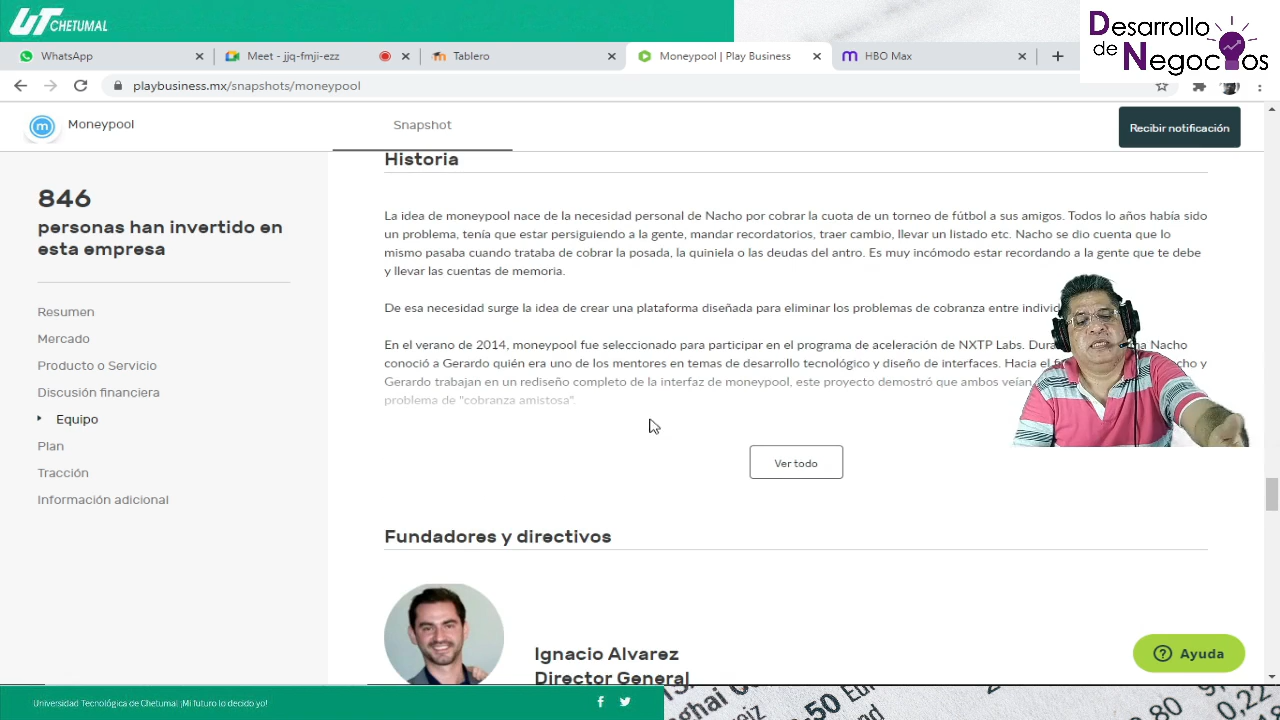 UT CHETUMAL
Desarrollo
de Negocios
WhatsApp
Meet - jjq-fmji-ezz
Tablero
Moneypool | Play Business
HBO Max
playbusiness.mx/snapshots/moneypool
Moneypool
Snapshot
Recibir notificación
846
personas han invertido en
esta empresa
Resumen
Mercado
Producto o Servicio
Discusión financiera
Equipo
Plan
Tracción
Información adicional
Historia
La idea de moneypool nace de la necesidad personal de Nacho por cobrar la cuota de un torneo de fútbol a sus amigos. Todos lo años había sido
un problema, tenía que estar persiguiendo a la gente, mandar recordatorios, traer cambio, llevar un listado etc. Nacho se dio cuenta que lo
mismo pasaba cuando trataba de cobrar la posada, la quiniela o las deudas del antro. Es muy incómodo estar recordando a la gente que te debe
y llevar las cuentas de memoria.
De esa necesidad surge la idea de crear una plataforma diseñada para eliminar los problemas de cobranza entre
En el verano de 2014, moneypool fue seleccionado para participar en el programa de aceleración de NXTP Labs. Nacho
conoció a Gerardo quién era uno de los mentores en temas de desarrollo tecnológico y diseño de interfaces. Hacia el y
Gerardo trabajan en un rediseño completo de la interfaz de moneypool, este proyecto demostró que ambos veían
problema de "cobranza amistosa".
Ver todo
Fundadores y directivos
Ignacio Alvarez
Director General
Ayuda
Universidad Tecnológica de Chetumal ¡Mi futuro lo decido yo!